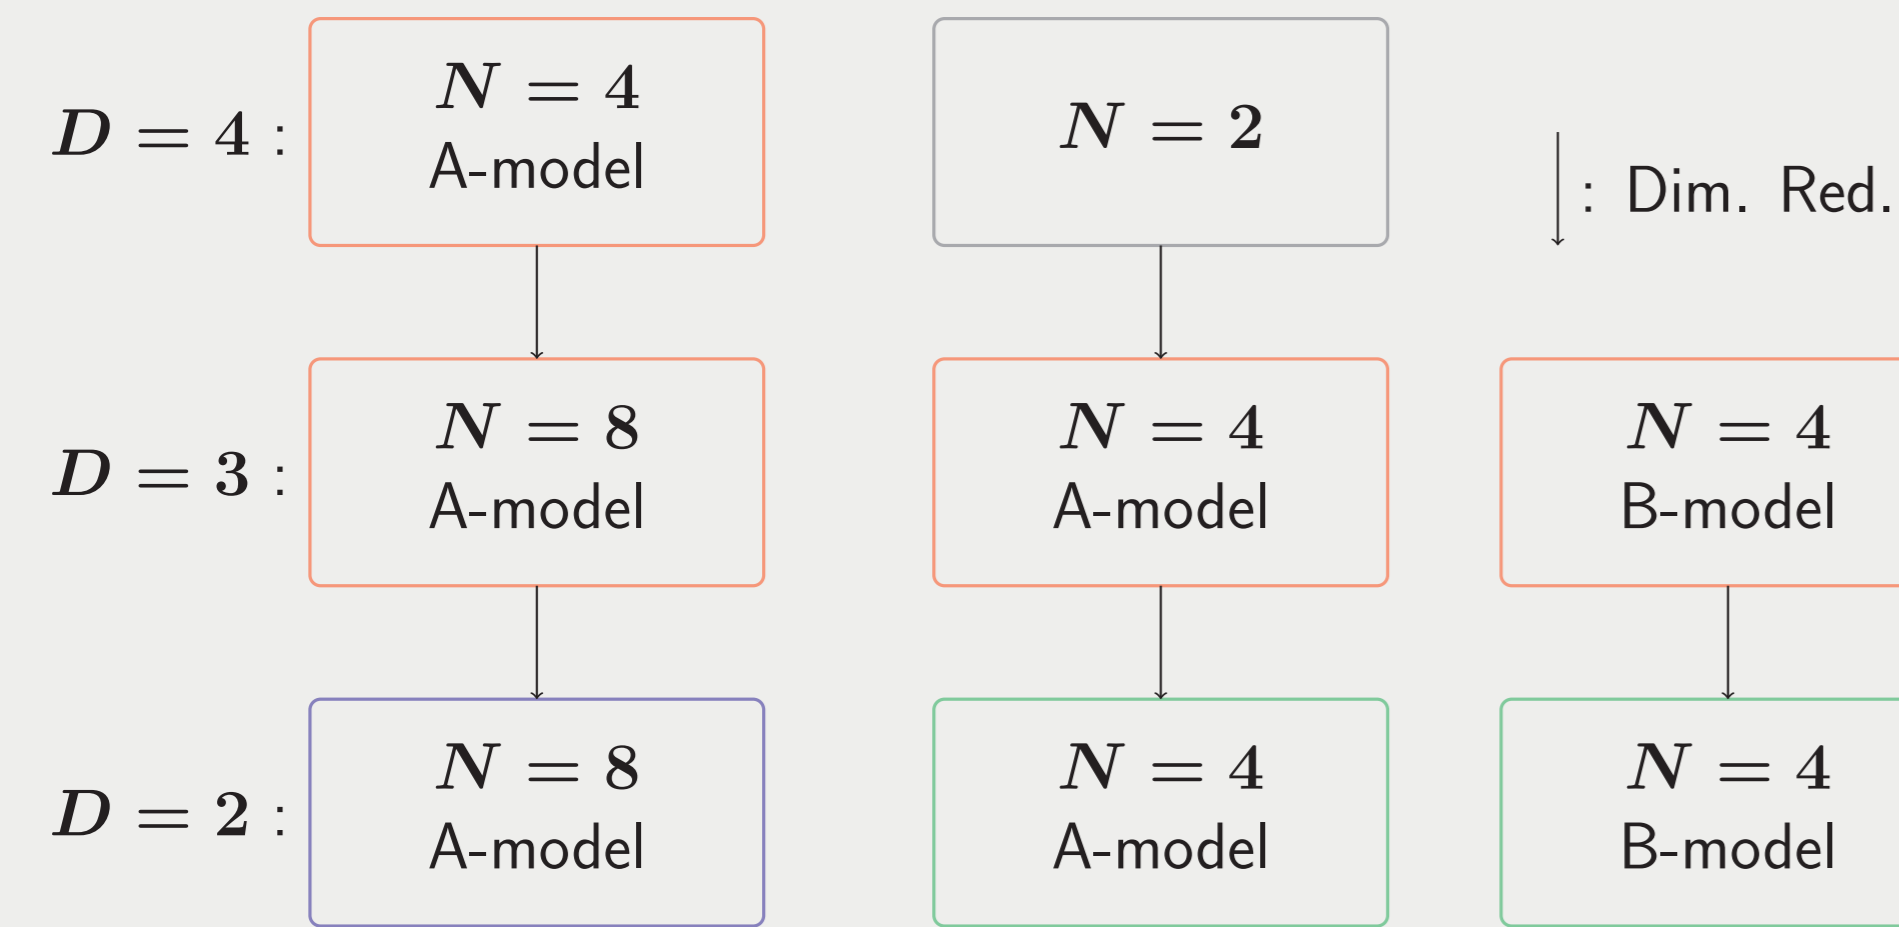 D = 4 :
N = 4
A-model
N = 2
: Dim. Red.
D = 3 :
N = 8
A-model
N = 4
A-model
N = 4
B-model
D = 2 :
N = 8
A-model
N = 4
A-model
N = 4
B-model